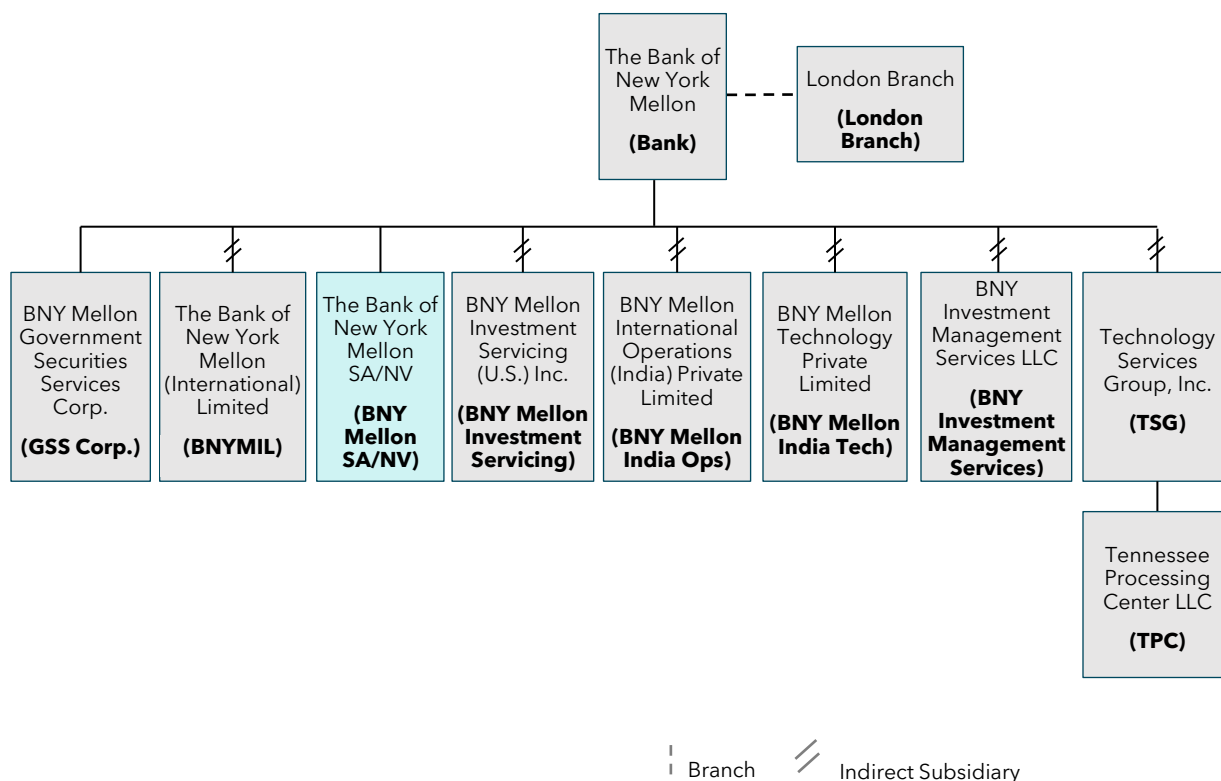 The Bank of
New York
Mellon
(Bank)
London Branch
(London
Branch)
BNY Mellon
Government
Securities
Services
Corp.
(GSS Corp.)
The Bank of
New York
Mellon
(International)
Limited
(BNYMIL)
The Bank of
New York
Mellon
SA/NV
(BNY
Mellon
SA/NV)
BNY Mellon
Investment
Servicing
(U.S.) Inc.
(BNY Mellon
Investment
Servicing)
BNY Mellon
International
Operations
(India) Private
Limited
(BNY Mellon
India Ops)
BNY Mellon
Technology
Private
Limited
(BNY Mellon
India Tech)
BNY
Investment
Management
Services LLC
(BNY
Investment
Management
Services)
Technology
Services
Group, Inc.
(TSG)
Tennessee
Processing
Center LLC
(TPC)
Branch
Indirect Subsidiary